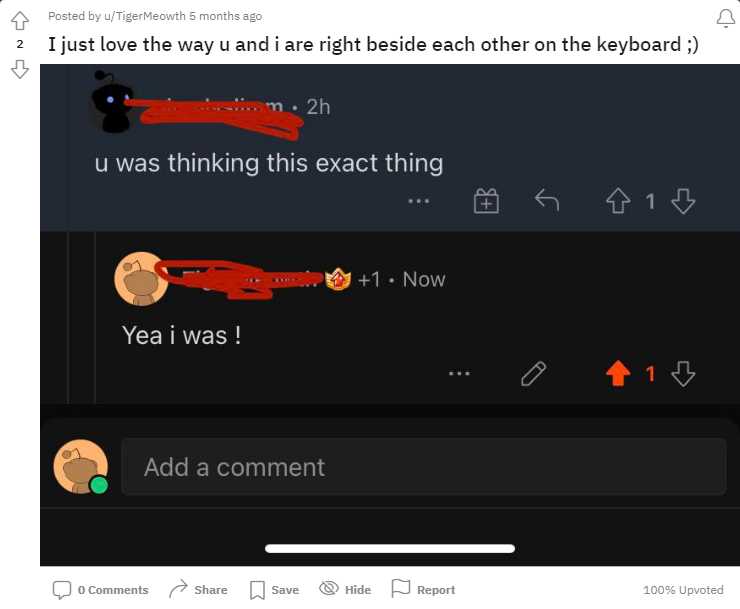 Posted by u/TigerMeowth 5 months ago
2
I just love the way u and i are right beside each other on the keyboard ;)
• 2h
u was thinking this exact thing
1
+1 • Now
Yea i was !
1
Add a comment
0 Comments Share Save Hide Report 100% Upvoted